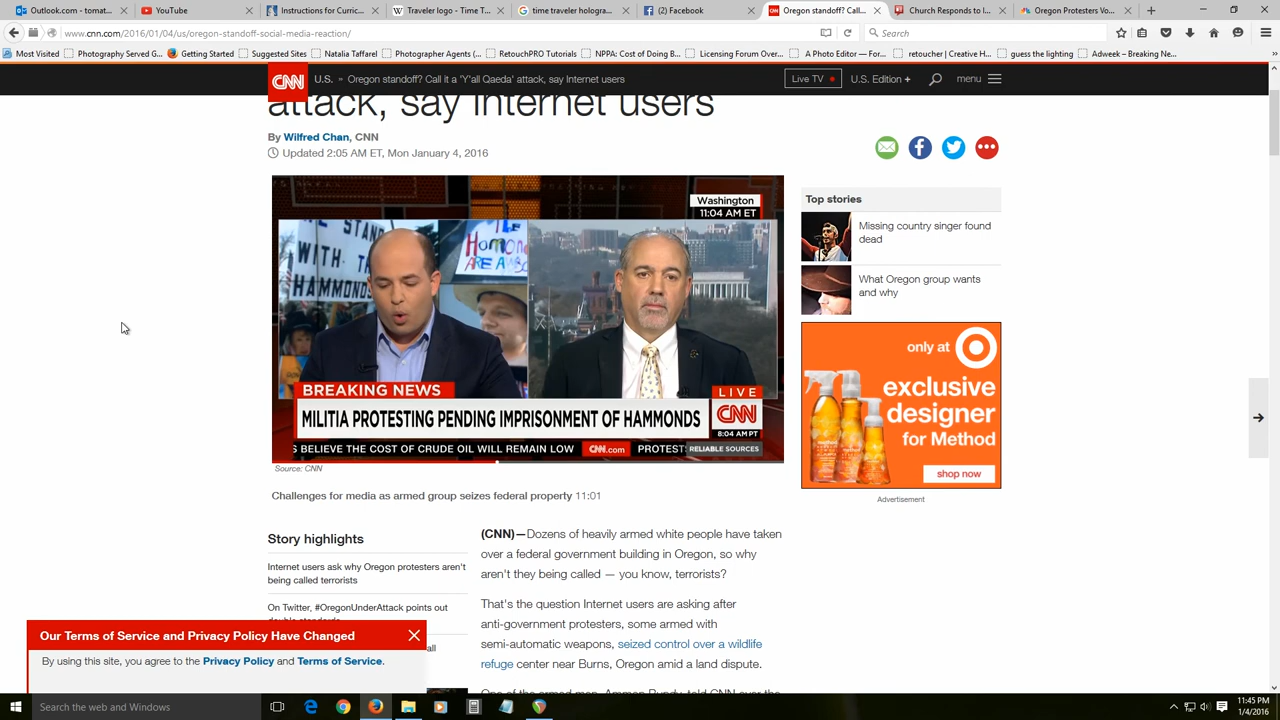 Outlook.com - tomat...
YouTube
Instructions for Curric...
Traveler logo - Time T...
time traveler hologra...
(2) Facebook
Oregon standoff? Call...
Church Responds to I...
Oregon Protesters Vo...
www.cnn.com/2016/01/04/us/oregon-standoff-social-media-reaction/
Search
Most Visited
Photography Served G...
Getting Started
Suggested Sites
Natalia Taffarel
Photographer Agents (...
RetouchPRO Tutorials
NPPA: Cost of Doing B...
Licensing Forum Over...
A Photo Editor — For...
retoucher | Creative H...
guess the lighting
Adweek – Breaking Ne...
CNN
U.S. » Oregon standoff? Call it a 'Y'all Qaeda' attack, say Internet users
Live TV
U.S. Edition +
menu
attack, say Internet users
By Wilfred Chan, CNN
Updated 2:05 AM ET, Mon January 4, 2016
Washington
11:04 AM ET
BREAKING NEWS
LIVE
MILITIA PROTESTING PENDING IMPRISONMENT OF HAMMONDS
CNN
8:04 AM PT
S BELIEVE THE COST OF CRUDE OIL WILL REMAIN LOW
CNN.com
PROTEST
RELIABLE SOURCES
Source: CNN
Challenges for media as armed group seizes federal property 11:01
Top stories
Missing country singer found
dead
What Oregon group wants
and why
only at
exclusive
designer
for Method
shop now
Advertisement
Story highlights
Internet users ask why Oregon protesters aren't
being called terrorists
On Twitter, #OregonUnderAttack points out
(CNN)—Dozens of heavily armed white people have taken
over a federal government building in Oregon, so why
aren't they being called — you know, terrorists?
That's the question Internet users are asking after
anti-government protesters, some armed with
semi-automatic weapons, seized control over a wildlife
refuge center near Burns, Oregon amid a land dispute.
One of the armed men, Ammon Bundy, told CNN over the
all
Our Terms of Service and Privacy Policy Have Changed
By using this site, you agree to the Privacy Policy and Terms of Service.
Search the web and Windows
11:45 PM
1/4/2016